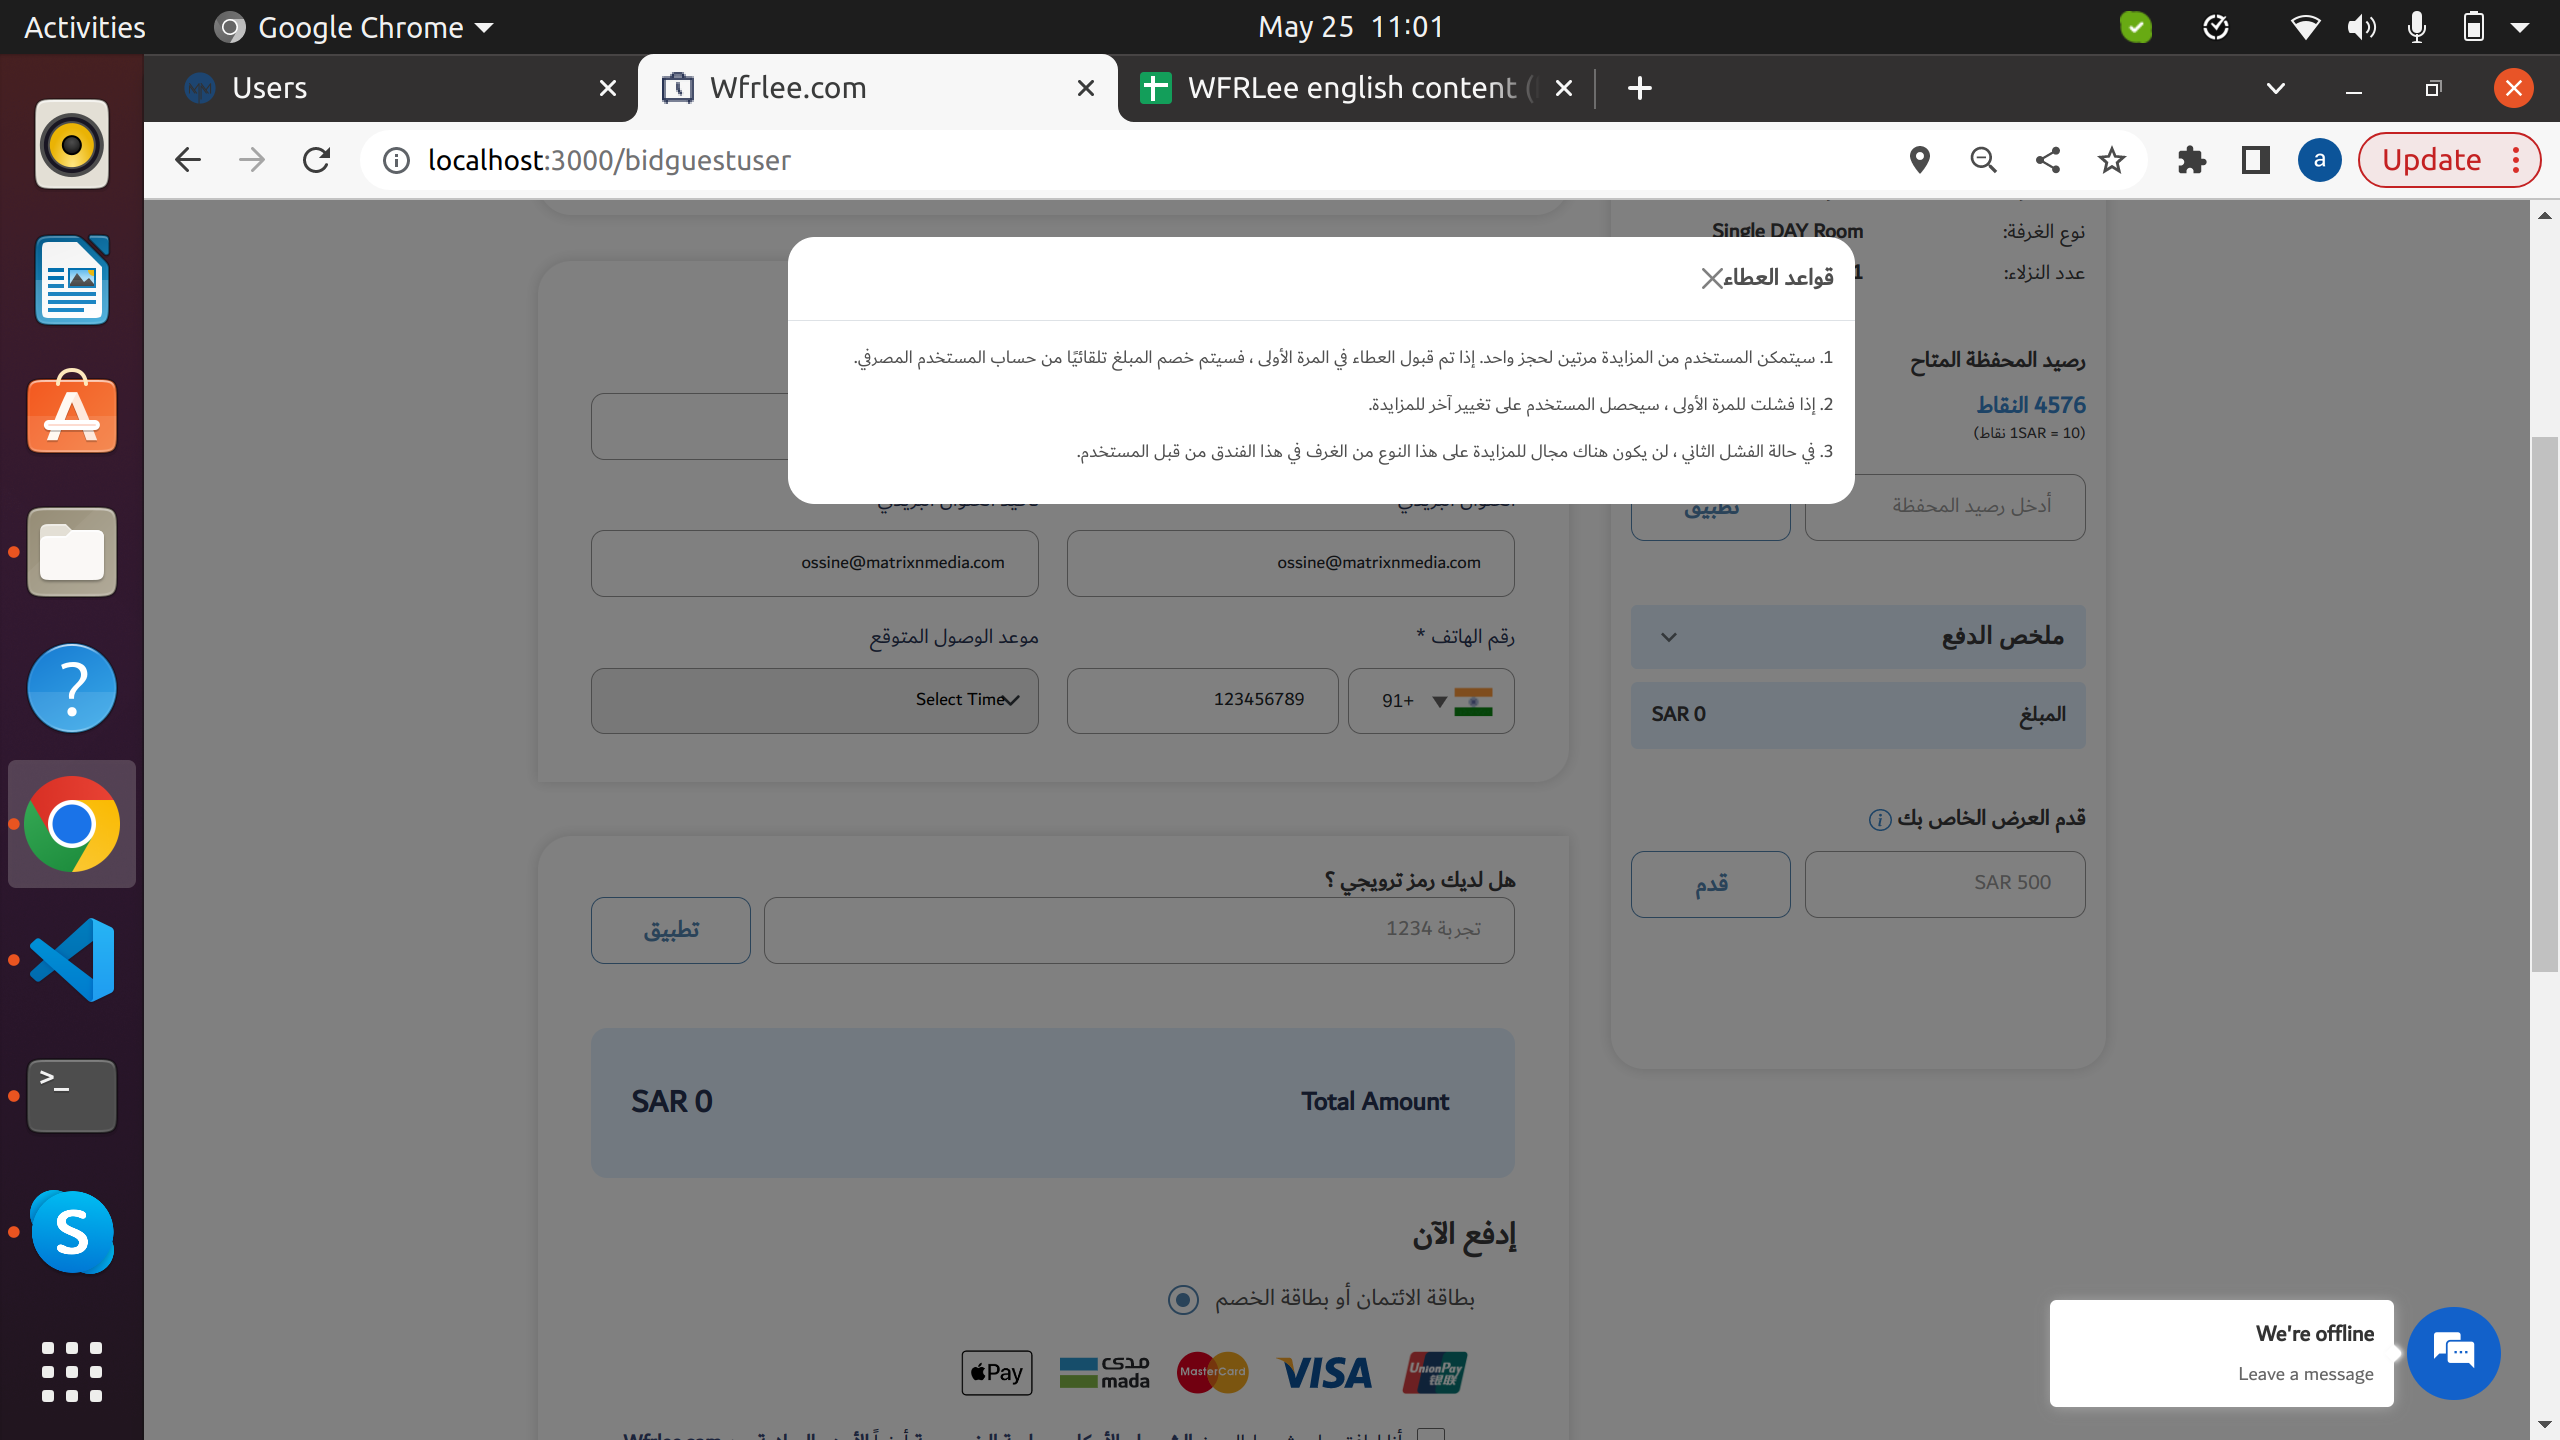 Activities
Google Chrome
May 25 11:01
Users
Wfrlee.com
WFRLee english content (
localhost:3000/bidguestuser
a
Update
نوع الغرفة: Single DAY Room
عدد النزلاء: 1
رصيد المحفظة المتاح
4576 النقاط
(1SAR = 10 نقاط)
أدخل رصيد المحفظة
تطبيق
ملخص الدفع
المبلغ SAR 0
قدم العرض الخاص بك
SAR 500
قدم
قواعد العطاء
1. سيتمكن المستخدم من المزايدة مرتين لحجز واحد. إذا تم قبول العطاء في المرة الأولى ، فسيتم خصم المبلغ تلقائيًا من حساب المستخدم المصرفي.
2. إذا فشلت للمرة الأولى ، سيحصل المستخدم على تغيير آخر للمزايدة.
3. في حالة الفشل الثاني ، لن يكون هناك مجال للمزايدة على هذا النوع من الغرف في هذا الفندق من قبل المستخدم.
ossine@matrixnmedia.com
ossine@matrixnmedia.com
رقم الهاتف *
موعد الوصول المتوقع
91+
123456789
Select Time
هل لديك رمز ترويجي ؟
تجربة 1234
تطبيق
Total Amount
SAR 0
إدفع الآن
بطاقة الائتمان أو بطاقة الخصم
UnionPay
银联
VISA
MasterCard
مدى
mada
Pay
We're offline
Leave a message